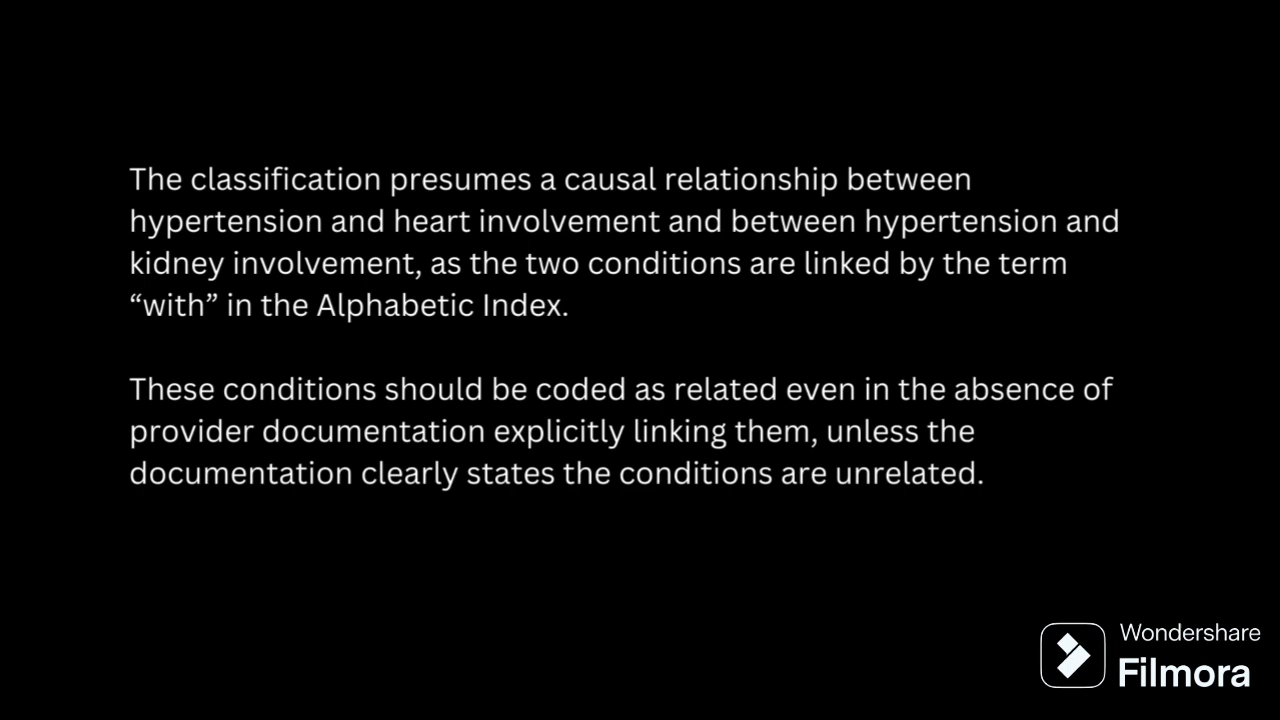 The classification presumes a causal relationship between
hypertension and heart involvement and between hypertension and
kidney involvement, as the two conditions are linked by the term
“with” in the Alphabetic Index.
These conditions should be coded as related even in the absence of
provider documentation explicitly linking them, unless the
documentation clearly states the conditions are unrelated.
Wondershare
Filmora